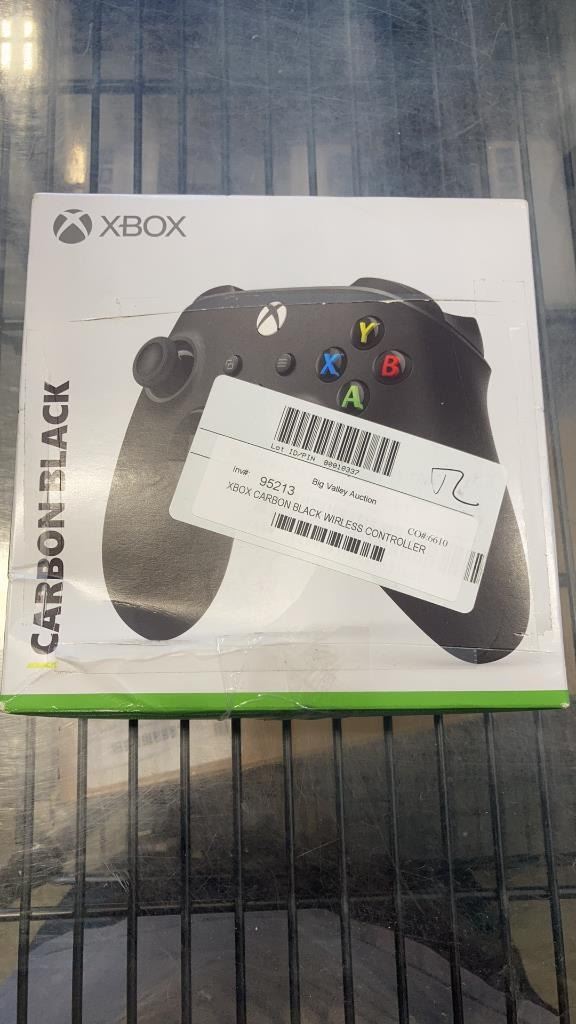 XBOX
CARBON BLACK
Y
X
B
A
Lot ID/PIN 00010337
Inv# 95213 Big Valley Auction
CO#:6610
XBOX CARBON BLACK WIRLESS CONTROLLER